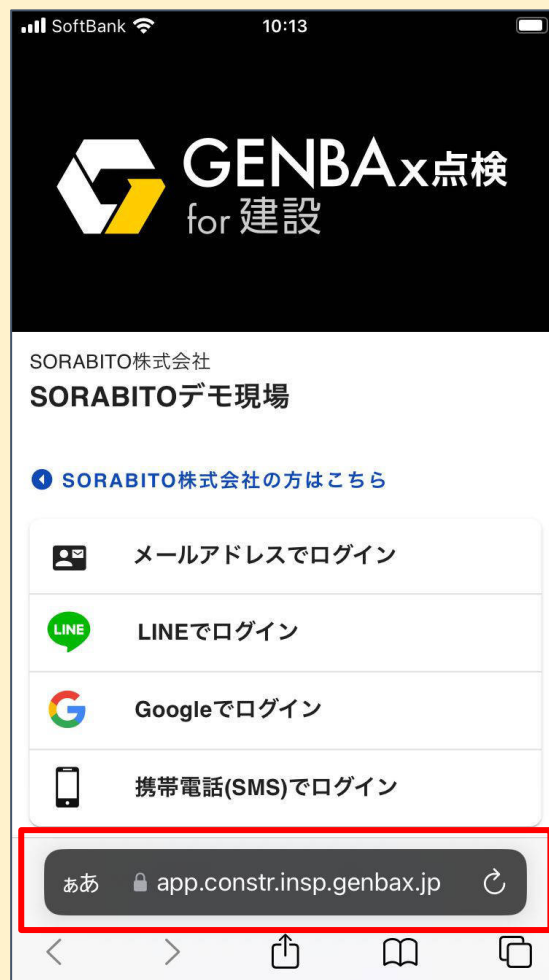 SoftBank 10:13
GENBAx点検
for 建設
SORABITO株式会社
SORABITOデモ現場
SORABITO株式会社の方はこちら
メールアドレスでログイン
LINE LINEでログイン
Googleでログイン
携帯電話(SMS)でログイン
ぁあ app.constr.insp.genbax.jp